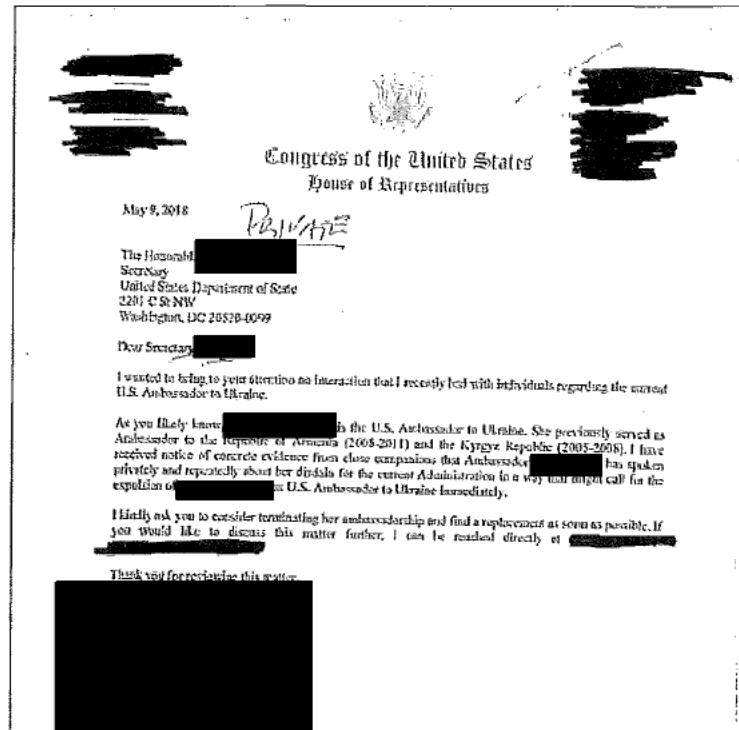 Congress of the United States
House of Representatives
May 9, 2018
PRIVATE
The Honorabl
Secretary
United States Department of State
2201 C St NW
Washington, DC 20520-0099
Dear Secretary
I wanted to bring to your attention an interaction that I recently had with individuals regarding the current
U.S. Ambassador to Ukraine.
As you likely know, is the U.S. Ambassador to Ukraine. She previously served as
Ambassador to the Republic of Armenia (2008-2011) and the Kyrgyz Republic (2005-2008). I have
received notice of concrete evidence from close companions that Ambassador has spoken
privately and repeatedly about her disdain for the current Administration in a way that might call for the
expulsion of as U.S. Ambassador to Ukraine immediately.
I kindly ask you to consider terminating her ambassadorship and find a replacement as soon as possible. If
you would like to discuss this matter further, I can be reached directly at
Thank you for reviewing this matter.